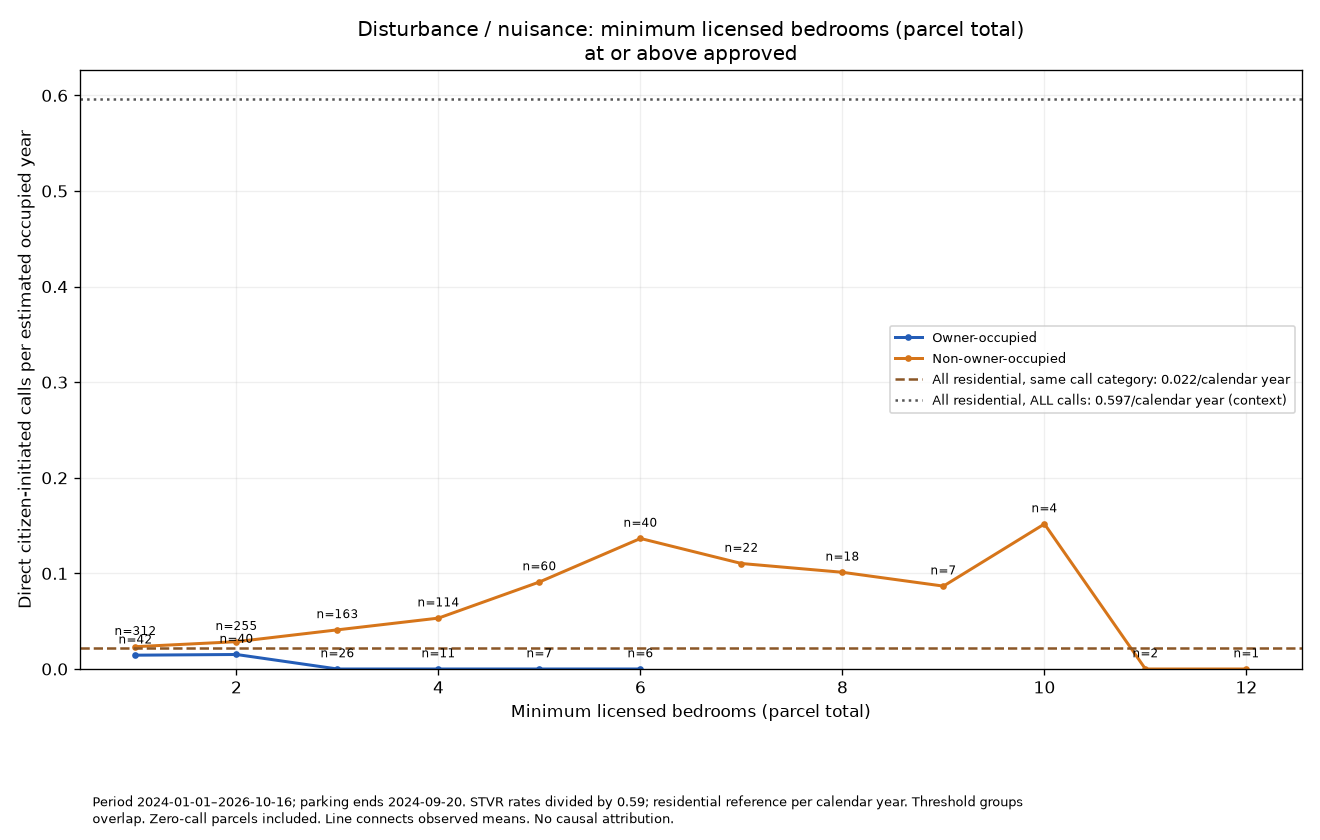 Disturbance / nuisance: minimum licensed bedrooms (parcel total)
at or above approved
Direct citizen-initiated calls per estimated occupied year
0.6
0.5
0.4
0.3
0.2
0.1
0.0
Owner-occupied
Non-owner-occupied
All residential, same call category: 0.022/calendar year
All residential, ALL calls: 0.597/calendar year (context)
n=312
n=255
n=163
n=114
n=60
n=40
n=22
n=18
n=7
n=4
n=2
n=1
n=42
n=40
n=26
n=11
n=7
n=6
2 4 6 8 10 12
Minimum licensed bedrooms (parcel total)
Period 2024-01-01–2026-10-16; parking ends 2024-09-20. STVR rates divided by 0.59; residential reference per calendar year. Threshold groups
overlap. Zero-call parcels included. Line connects observed means. No causal attribution.